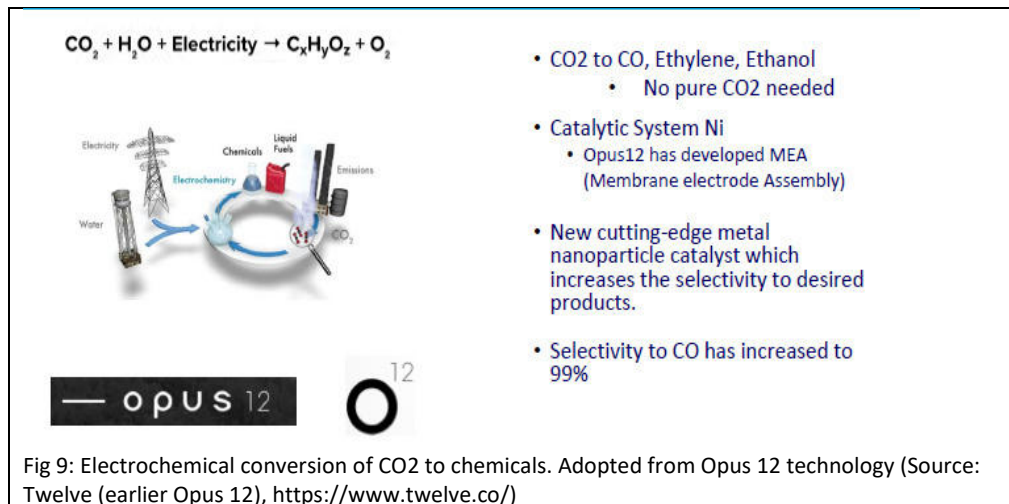 CO₂ + H₂O + Electricity → CₓHᵧO_z + O₂
Electricity
Water
Electrochemistry
Chemicals
Liquid
Fuels
Emissions
CO₂
opus 12
O 12
• CO2 to CO, Ethylene, Ethanol
• No pure CO2 needed
• Catalytic System Ni
• Opus12 has developed MEA
(Membrane electrode Assembly)
• New cutting-edge metal
nanoparticle catalyst which
increases the selectivity to desired
products.
• Selectivity to CO has increased to
99%
Fig 9: Electrochemical conversion of CO2 to chemicals. Adopted from Opus 12 technology (Source:
Twelve (earlier Opus 12), https://www.twelve.co/)